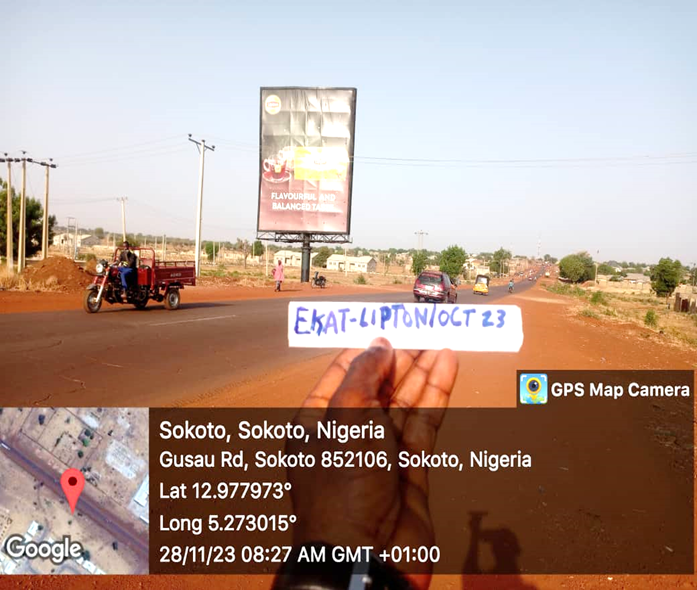 FLAVOURFUL AND
BALANCED TASTE
EKAT-LIPTON/OCT 23
GPS Map Camera
Sokoto, Sokoto, Nigeria
Gusau Rd, Sokoto 852106, Sokoto, Nigeria
Lat 12.977973°
Long 5.273015°
28/11/23 08:27 AM GMT +01:00
Google